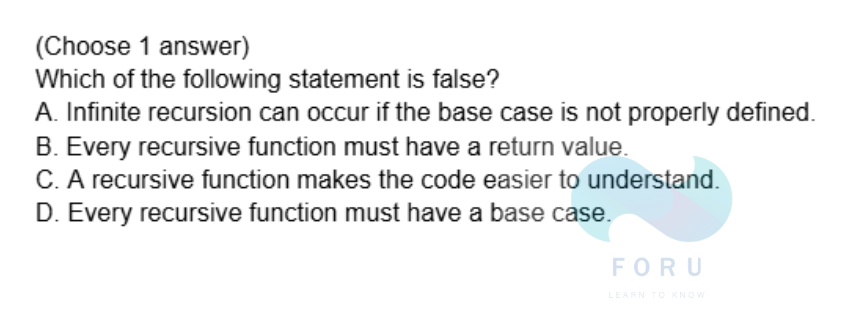 (Choose 1 answer)
Which of the following statement is false?
A. Infinite recursion can occur if the base case is not properly defined.
B. Every recursive function must have a return value.
C. A recursive function makes the code easier to understand.
D. Every recursive function must have a base case.
FORU
LEARN TO KNOW